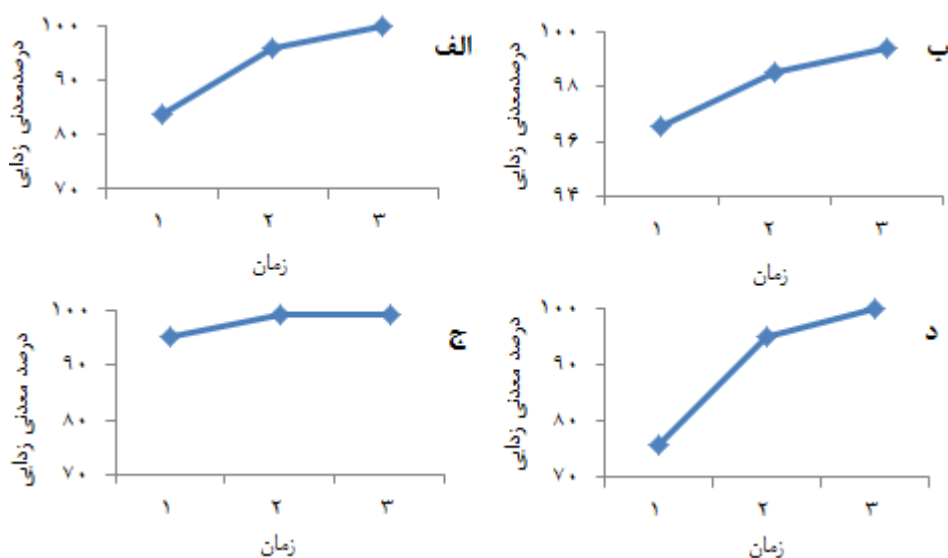 الف
درصدمعدنی زدایی
۱۰۰
۹۰
۸۰
۷۰
۱ ۲ ۳
زمان
ب
درصدمعدنی زدایی
۱۰۰
۹۸
۹۶
۹۴
۱ ۲ ۳
زمان
ج
درصد معدنی زدایی
۱۰۰
۹۰
۸۰
۷۰
۱ ۲ ۳
زمان
د
درصد معدنی زدایی
۱۰۰
۹۰
۸۰
۷۰
۱ ۲ ۳
زمان